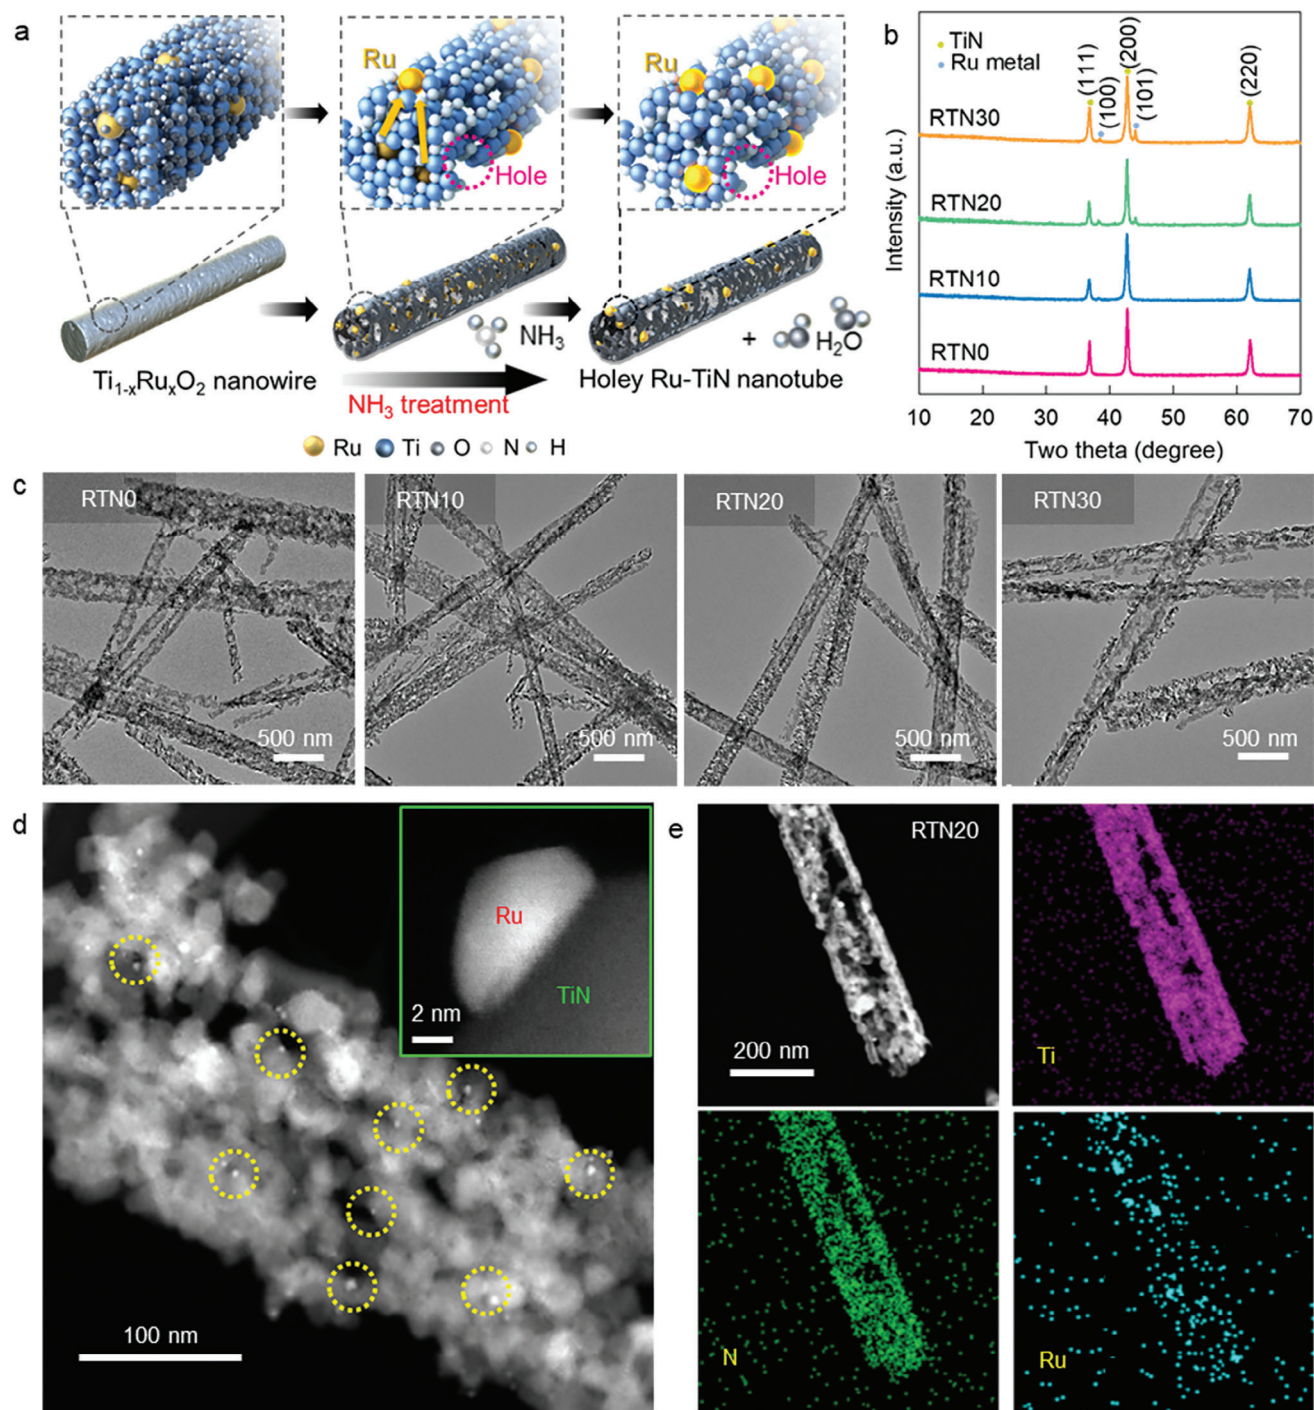 a
Ru
Hole
Ru
Hole
NH₃
+
H₂O
Ti₁₋ₓRuₓO₂ nanowire
Holey Ru-TiN nanotube
NH₃ treatment
Ru Ti O N H
b
TiN
Ru metal
(111)
(100)
(200)
(101)
(220)
RTN30
RTN20
RTN10
RTN0
Intensity (a.u.)
10 20 30 40 50 60 70
Two theta (degree)
c
RTN0
500 nm
RTN10
500 nm
RTN20
500 nm
RTN30
500 nm
d
Ru
TiN
2 nm
100 nm
e
RTN20
200 nm
Ti
N
Ru